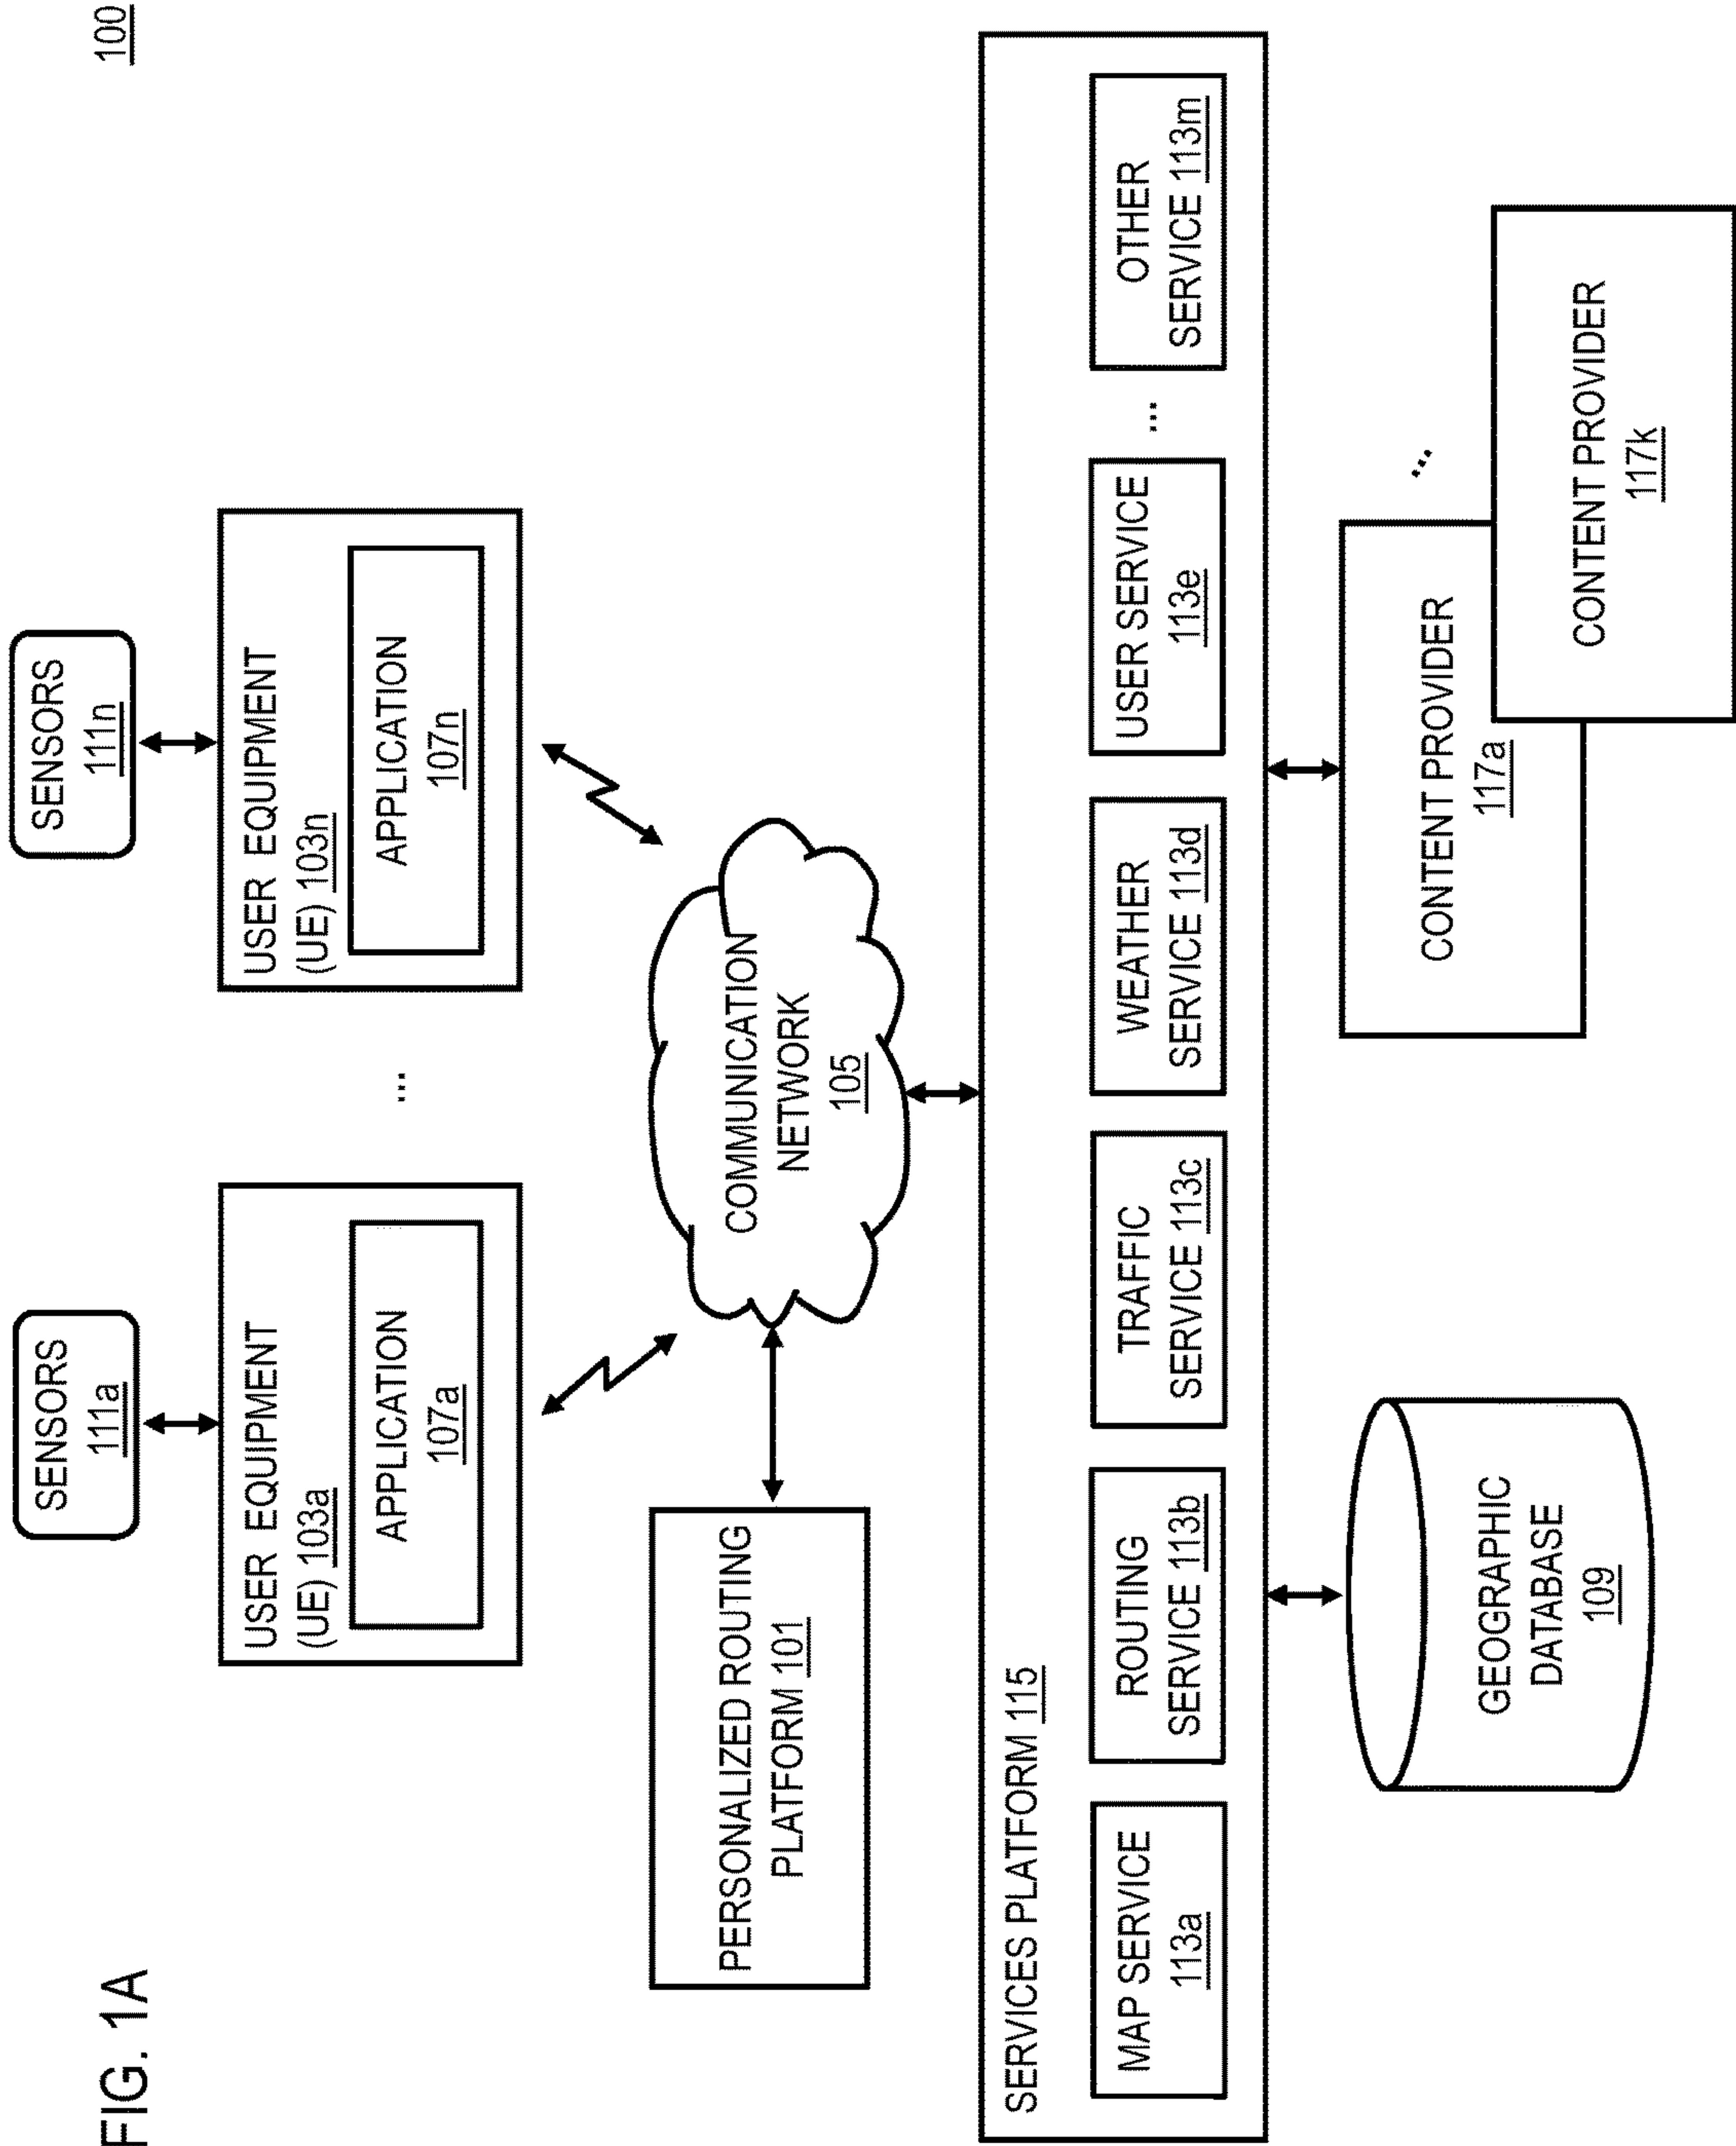 FIG. 1A
100
SENSORS
111a
SENSORS
111n
USER EQUIPMENT
(UE) 103a
APPLICATION
107a
...
USER EQUIPMENT
(UE) 103n
APPLICATION
107n
PERSONALIZED ROUTING
PLATFORM 101
COMMUNICATION
NETWORK
105
SERVICES PLATFORM 115
MAP SERVICE
113a
ROUTING
SERVICE 113b
TRAFFIC
SERVICE 113c
WEATHER
SERVICE 113d
USER SERVICE
113e
...
OTHER
SERVICE 113m
GEOGRAPHIC
DATABASE
109
CONTENT PROVIDER
117a
...
CONTENT PROVIDER
117k